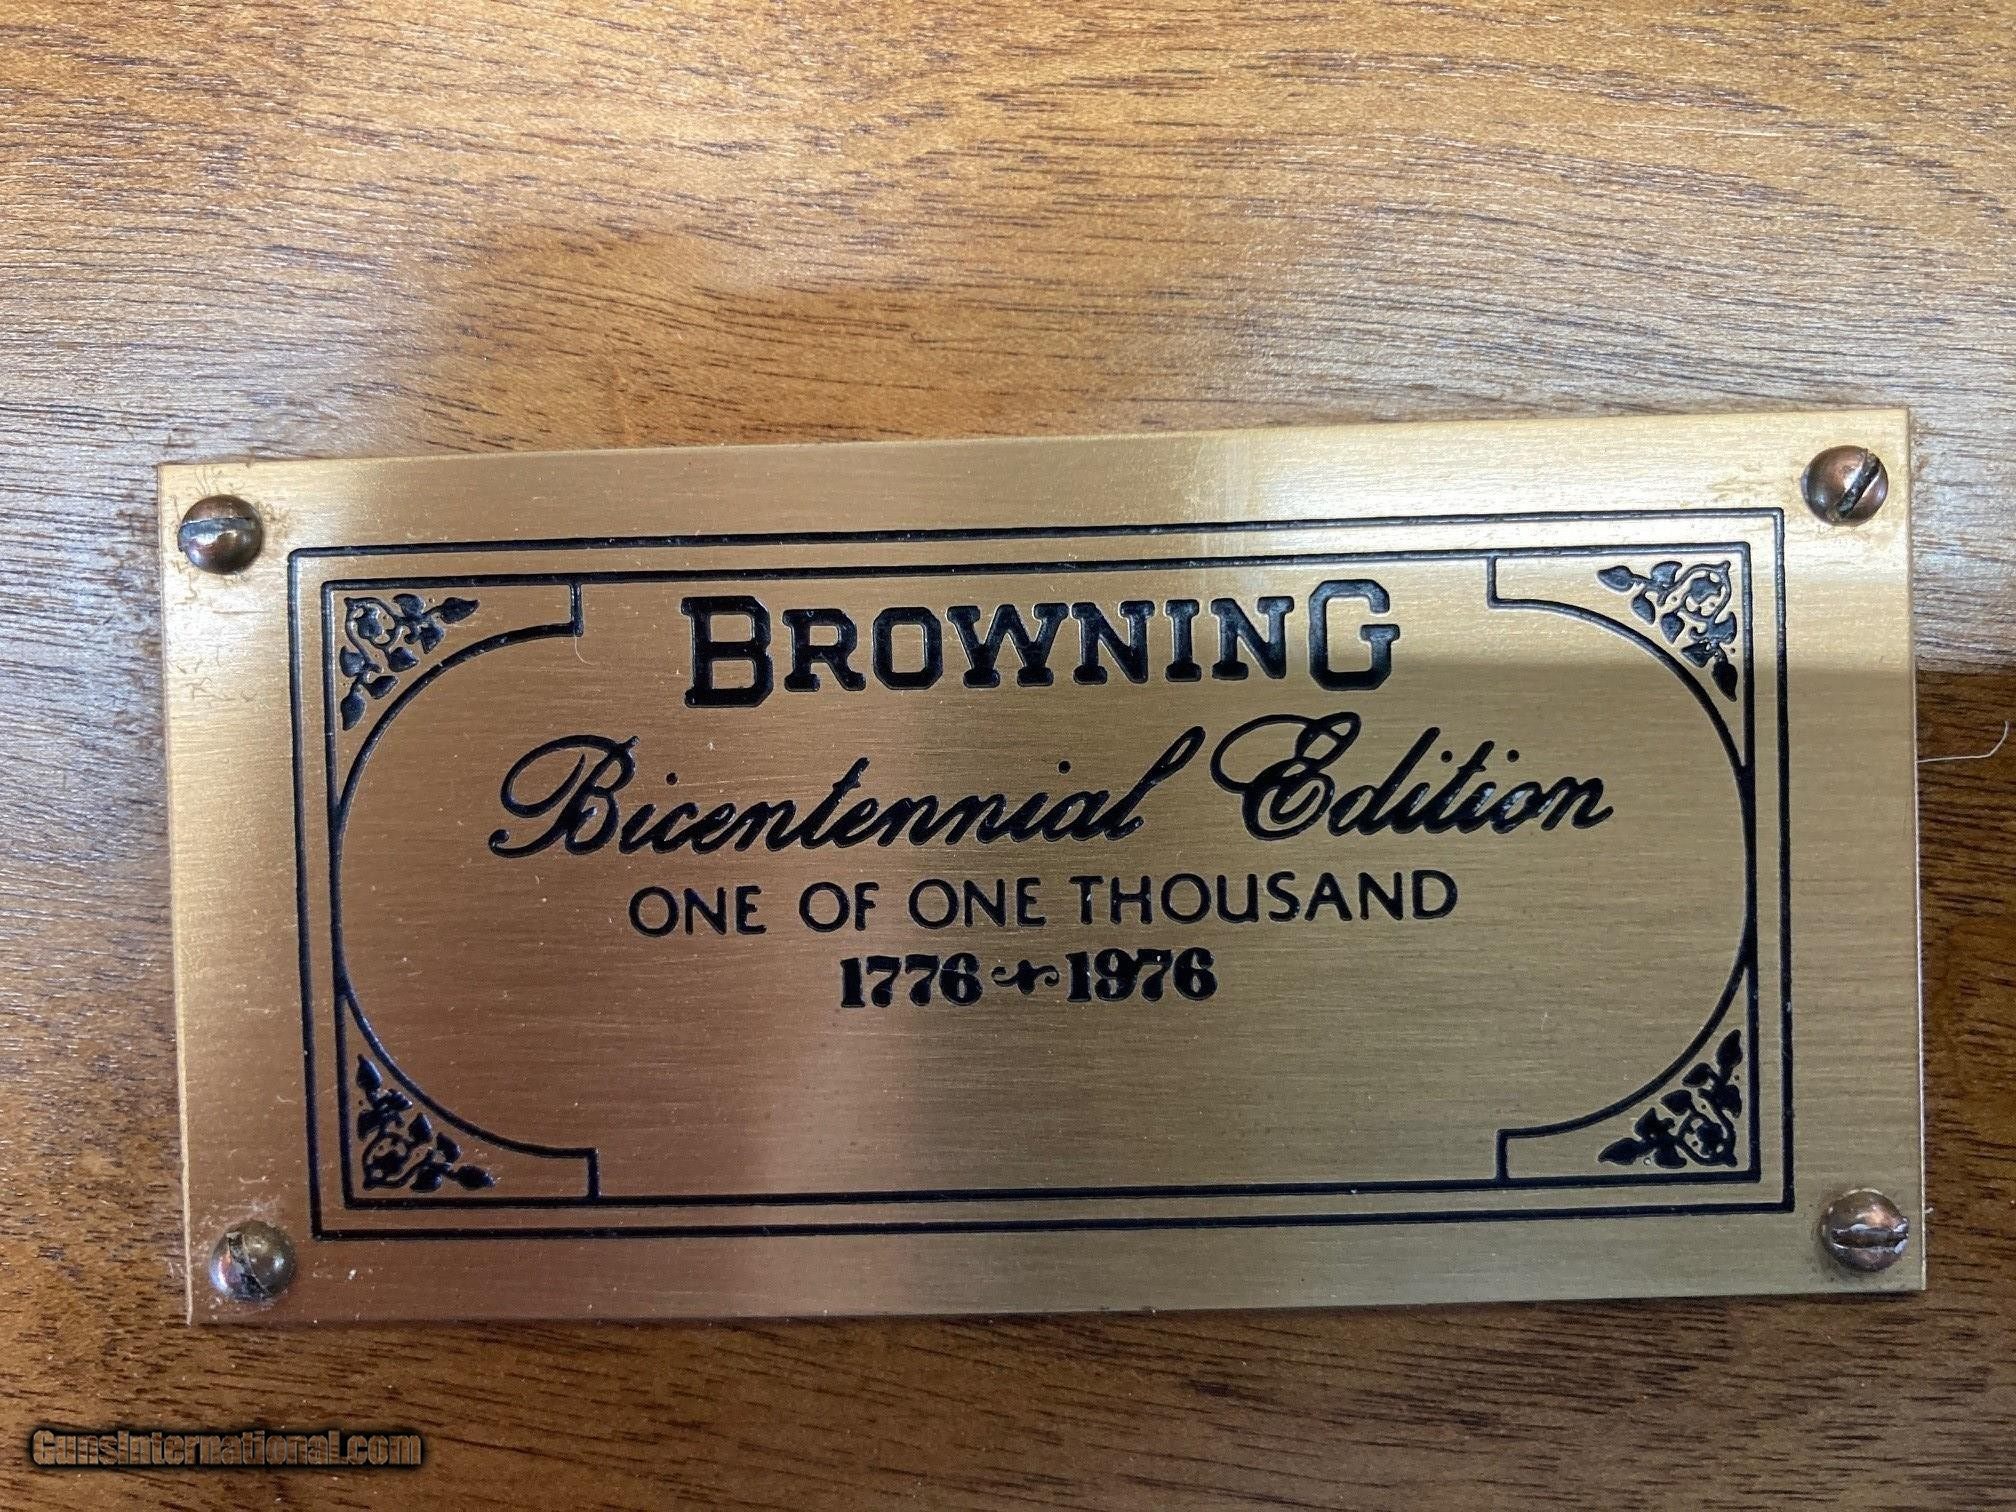 BROWNING
Bicentennial Edition
ONE OF ONE THOUSAND
1776 1976
GunsInternational.com